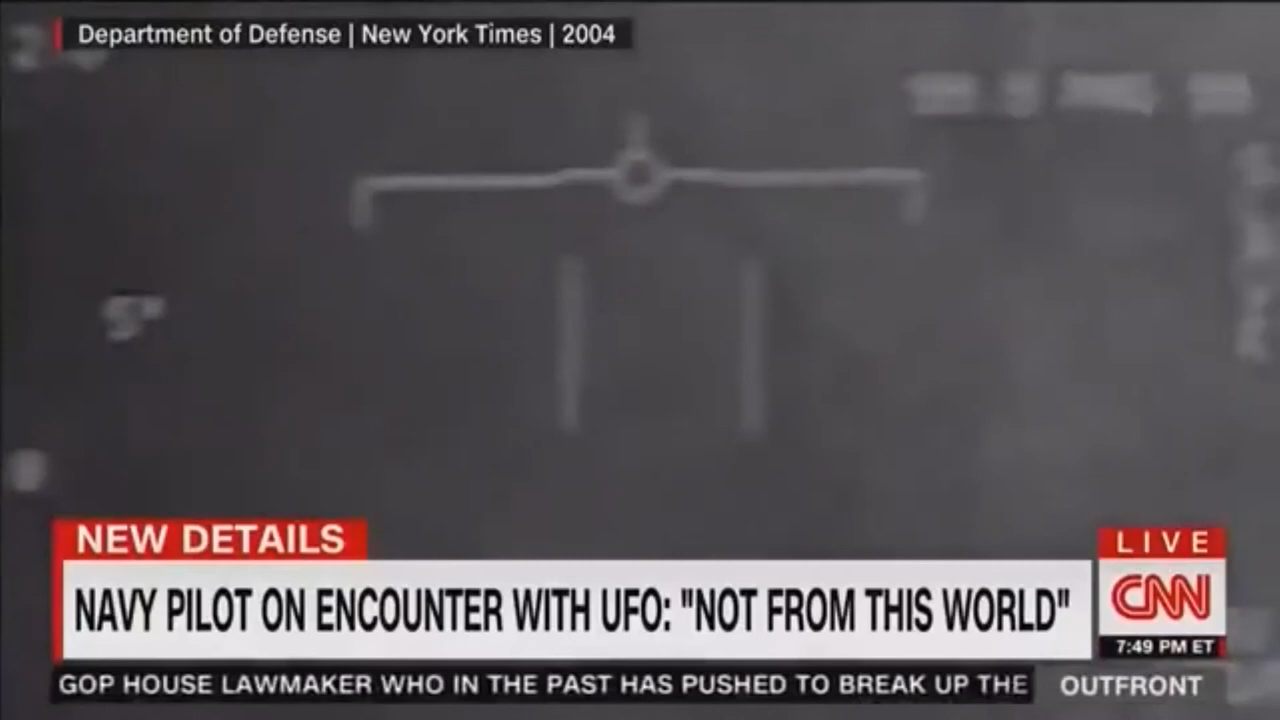 Department of Defense | New York Times | 2004
5°
NEW DETAILS
NAVY PILOT ON ENCOUNTER WITH UFO: "NOT FROM THIS WORLD"
LIVE
CNN
7:49 PM ET
GOP HOUSE LAWMAKER WHO IN THE PAST HAS PUSHED TO BREAK UP THE
OUTFRONT